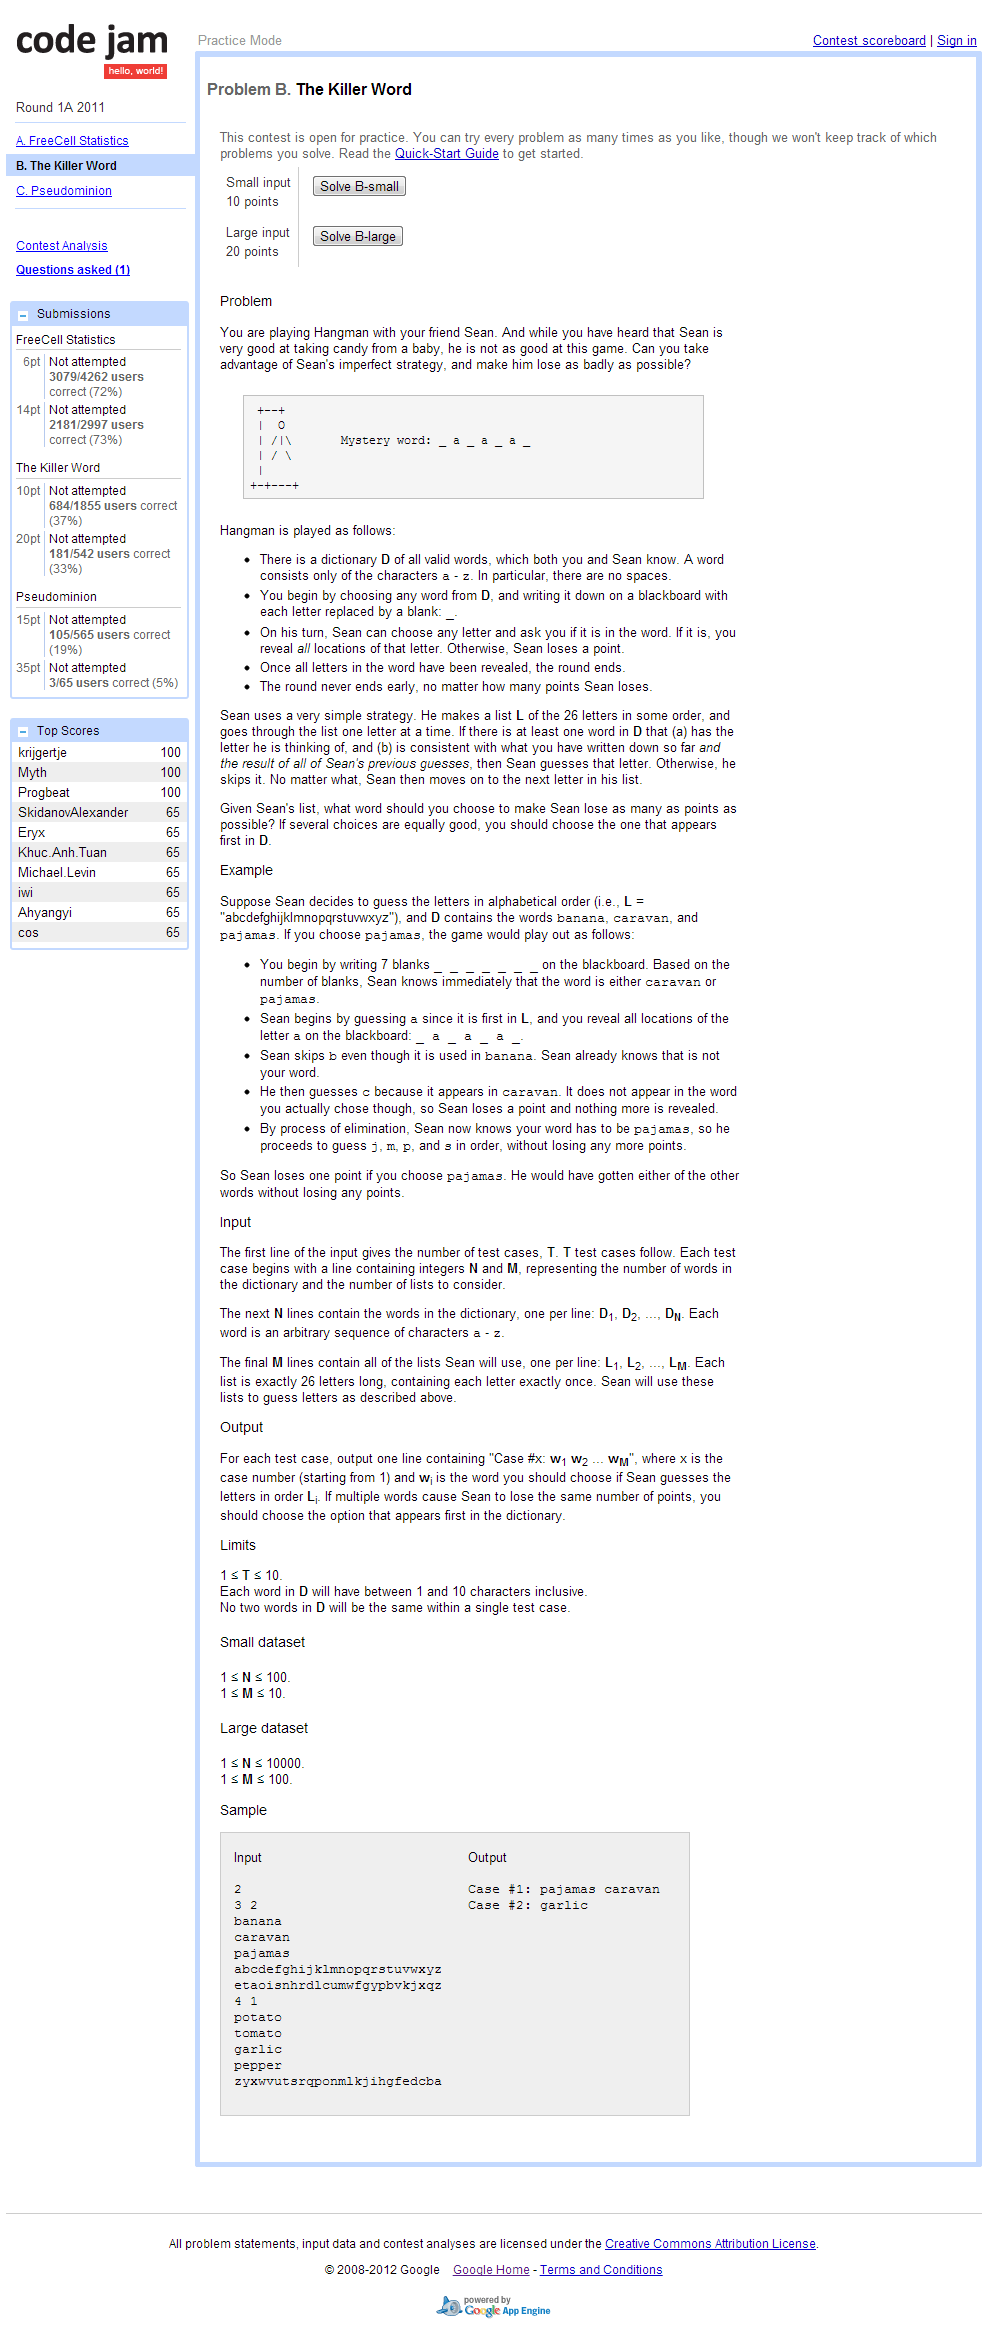 code jam
hello, world!
Practice Mode
Contest scoreboard | Sign in
Round 1A 2011
A. FreeCell Statistics
B. The Killer Word
C. Pseudominion
Contest Analysis
Questions asked (1)
Submissions
FreeCell Statistics
6pt Not attempted
3079/4262 users
correct (72%)
14pt Not attempted
2181/2997 users
correct (73%)
The Killer Word
10pt Not attempted
684/1855 users correct
(37%)
20pt Not attempted
181/542 users correct
(33%)
Pseudominion
15pt Not attempted
105/565 users correct
(19%)
35pt Not attempted
3/65 users correct (5%)
Top Scores
krijgertje 100
Myth 100
Progbeat 100
SkidanovAlexander 65
Eryx 65
Khuc.Anh.Tuan 65
Michael.Levin 65
iwi 65
Ahyangyi 65
cos 65
Problem B. The Killer Word
This contest is open for practice. You can try every problem as many times as you like, though we won't keep track of which
problems you solve. Read the Quick-Start Guide to get started.
Small input
10 points
Solve B-small
Large input
20 points
Solve B-large
Problem
You are playing Hangman with your friend Sean. And while you have heard that Sean is
very good at taking candy from a baby, he is not as good at this game. Can you take
advantage of Sean's imperfect strategy, and make him lose as badly as possible?
+--+
|  O
| /|\       Mystery word: _ a _ a _ a _
| / \
|
+-+---+
Hangman is played as follows:
• There is a dictionary D of all valid words, which both you and Sean know. A word
consists only of the characters a - z. In particular, there are no spaces.
• You begin by choosing any word from D, and writing it down on a blackboard with
each letter replaced by a blank: _.
• On his turn, Sean can choose any letter and ask you if it is in the word. If it is, you
reveal all locations of that letter. Otherwise, Sean loses a point.
• Once all letters in the word have been revealed, the round ends.
• The round never ends early, no matter how many points Sean loses.
Sean uses a very simple strategy. He makes a list L of the 26 letters in some order, and
goes through the list one letter at a time. If there is at least one word in D that (a) has the
letter he is thinking of, and (b) is consistent with what you have written down so far and
the result of all of Sean's previous guesses, then Sean guesses that letter. Otherwise, he
skips it. No matter what, Sean then moves on to the next letter in his list.
Given Sean's list, what word should you choose to make Sean lose as many as points as
possible? If several choices are equally good, you should choose the one that appears
first in D.
Example
Suppose Sean decides to guess the letters in alphabetical order (i.e., L =
"abcdefghijklmnopqrstuvwxyz"), and D contains the words banana, caravan, and
pajamas. If you choose pajamas, the game would play out as follows:
• You begin by writing 7 blanks _ _ _ _ _ _ _ on the blackboard. Based on the
number of blanks, Sean knows immediately that the word is either caravan or
pajamas.
• Sean begins by guessing a since it is first in L, and you reveal all locations of the
letter a on the blackboard: _ a _ a _ a _.
• Sean skips b even though it is used in banana. Sean already knows that is not
your word.
• He then guesses c because it appears in caravan. It does not appear in the word
you actually chose though, so Sean loses a point and nothing more is revealed.
• By process of elimination, Sean now knows your word has to be pajamas, so he
proceeds to guess j, m, p, and s in order, without losing any more points.
So Sean loses one point if you choose pajamas. He would have gotten either of the other
words without losing any points.
Input
The first line of the input gives the number of test cases, T. T test cases follow. Each test
case begins with a line containing integers N and M, representing the number of words in
the dictionary and the number of lists to consider.
The next N lines contain the words in the dictionary, one per line: D1, D2, ..., DN. Each
word is an arbitrary sequence of characters a - z.
The final M lines contain all of the lists Sean will use, one per line: L1, L2, ..., LM. Each
list is exactly 26 letters long, containing each letter exactly once. Sean will use these
lists to guess letters as described above.
Output
For each test case, output one line containing "Case #x: w1 w2 ... wM", where x is the
case number (starting from 1) and wi is the word you should choose if Sean guesses the
letters in order Li. If multiple words cause Sean to lose the same number of points, you
should choose the option that appears first in the dictionary.
Limits
1 ≤ T ≤ 10.
Each word in D will have between 1 and 10 characters inclusive.
No two words in D will be the same within a single test case.
Small dataset
1 ≤ N ≤ 100.
1 ≤ M ≤ 10.
Large dataset
1 ≤ N ≤ 10000.
1 ≤ M ≤ 100.
Sample
Input Output
2 Case #1: pajamas caravan
3 2 Case #2: garlic
banana
caravan
pajamas
abcdefghijklmnopqrstuvwxyz
etaoisnhrdlcumwfgypbvkjxqz
4 1
potato
tomato
garlic
pepper
zyxwvutsrqponmlkjihgfedcba
All problem statements, input data and contest analyses are licensed under the Creative Commons Attribution License.
© 2008-2012 Google Google Home - Terms and Conditions
powered by
Google App Engine